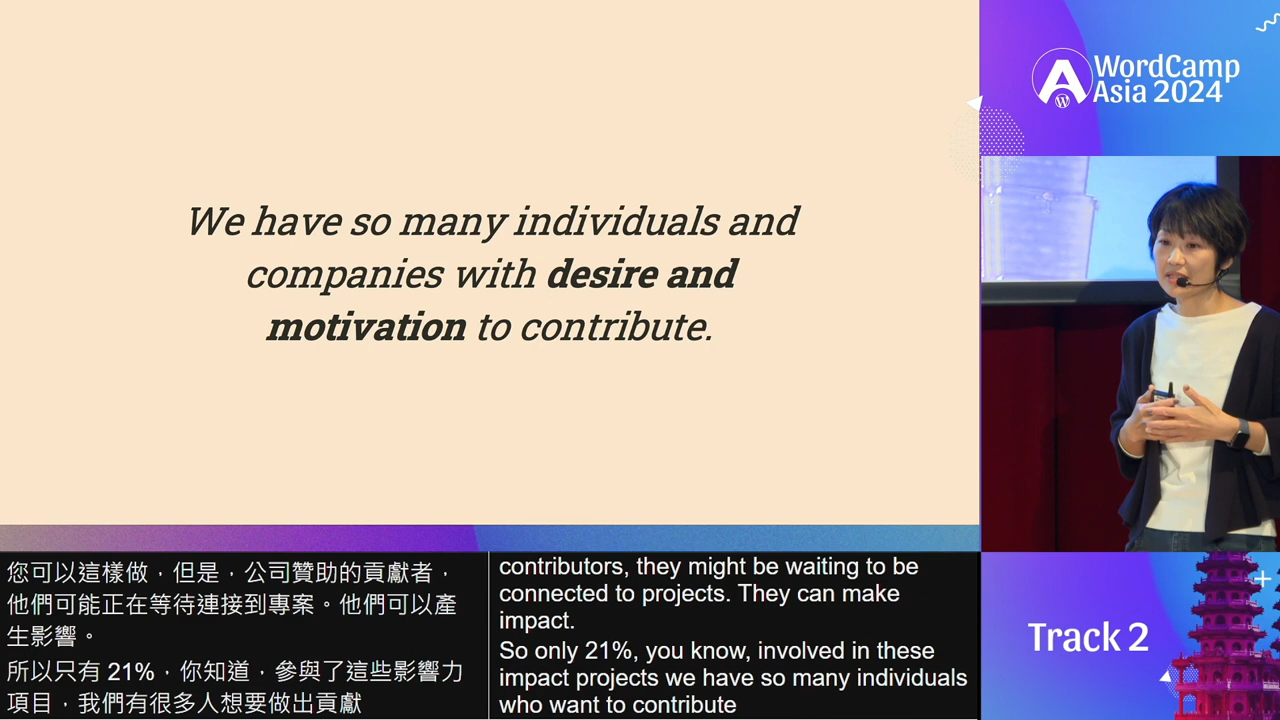 We have so many individuals and
companies with desire and
motivation to contribute.
WordCamp
Asia 2024
您可以這樣做，但是，公司贊助的貢獻者，
他們可能正在等待連接到專案。他們可以產
生影響。
所以只有 21%，你知道，參與了這些影響力
項目，我們有很多人想要做出貢獻
contributors, they might be waiting to be
connected to projects. They can make
impact.
So only 21%, you know, involved in these
impact projects we have so many individuals
who want to contribute
Track 2